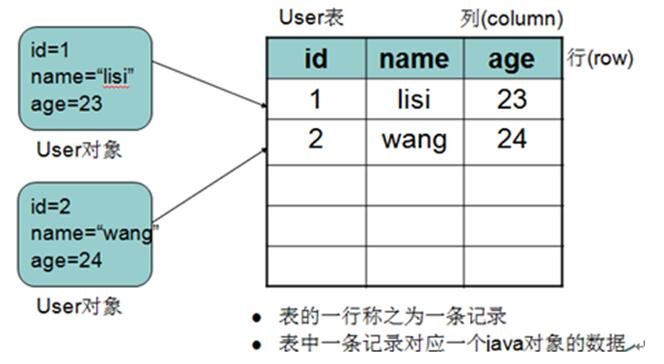 User表
列(column)
id=1
name=“lisi”
age=23
User对象
id name age
行(row)
1 lisi 23
2 wang 24
id=2
name=“wang”
age=24
User对象
● 表的一行称之为一条记录
● 表中一条记录对应一个java对象的数据